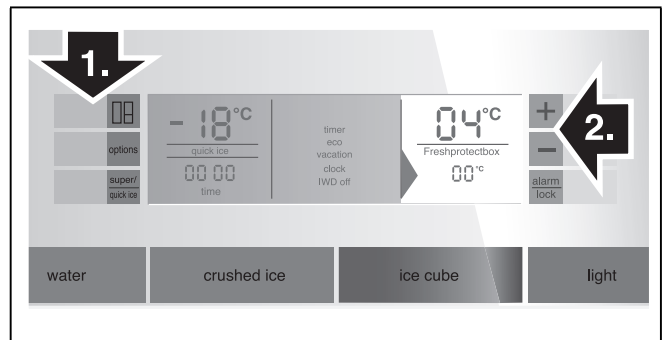 1.
2.
- 18°C
quick ice
00 00
time
timer
eco
vacation
clock
IWD off
04°C
Freshprotectbox
00°C
options
super/
quick ice
+
-
alarm
lock
water
crushed ice
ice cube
light